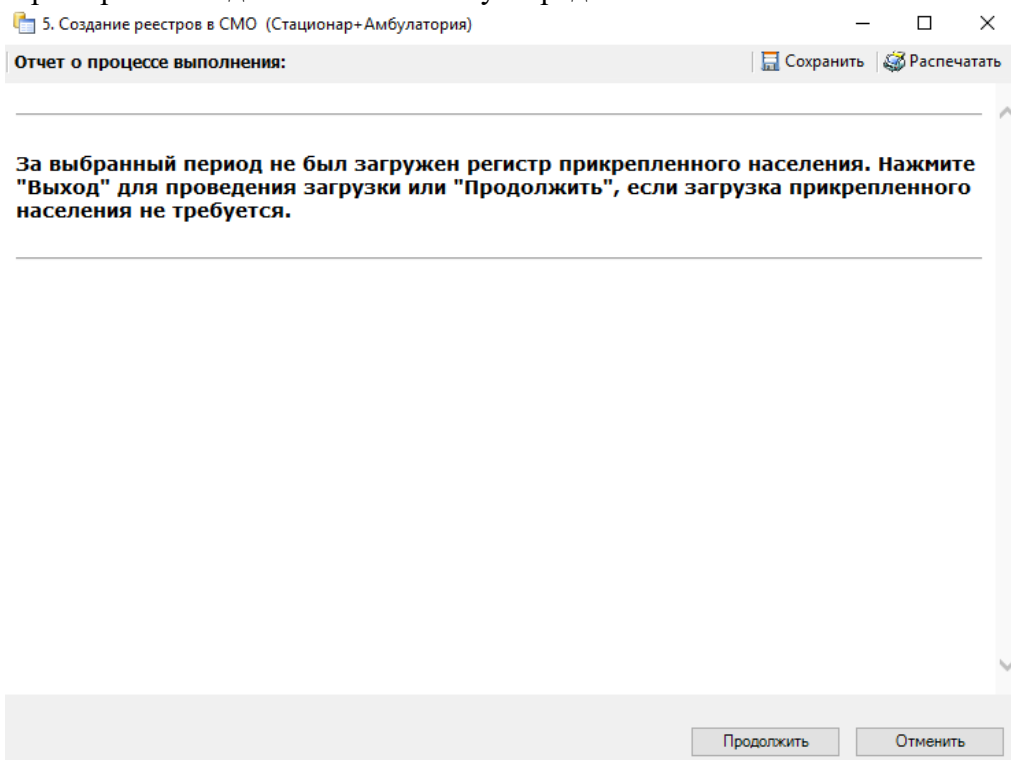 5. Создание реестров в СМО (Стационар+Амбулатория)
Отчет о процессе выполнения:
Сохранить
Распечатать
За выбранный период не был загружен регистр прикрепленного населения. Нажмите
"Выход" для проведения загрузки или "Продолжить", если загрузка прикрепленного
населения не требуется.
Продолжить
Отменить